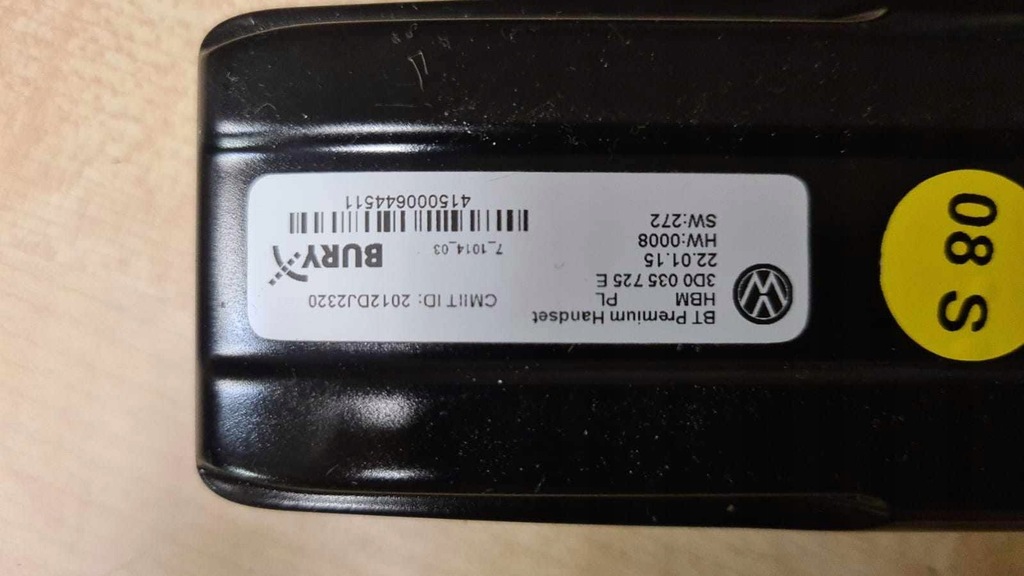 BT Premium Handset
HBM PL
3D0 035 725 E
22.01.15
HW:0008
SW:272
CMIIT ID: 2012DJ2320
BURY
7_1014_03
415000644511
08 S